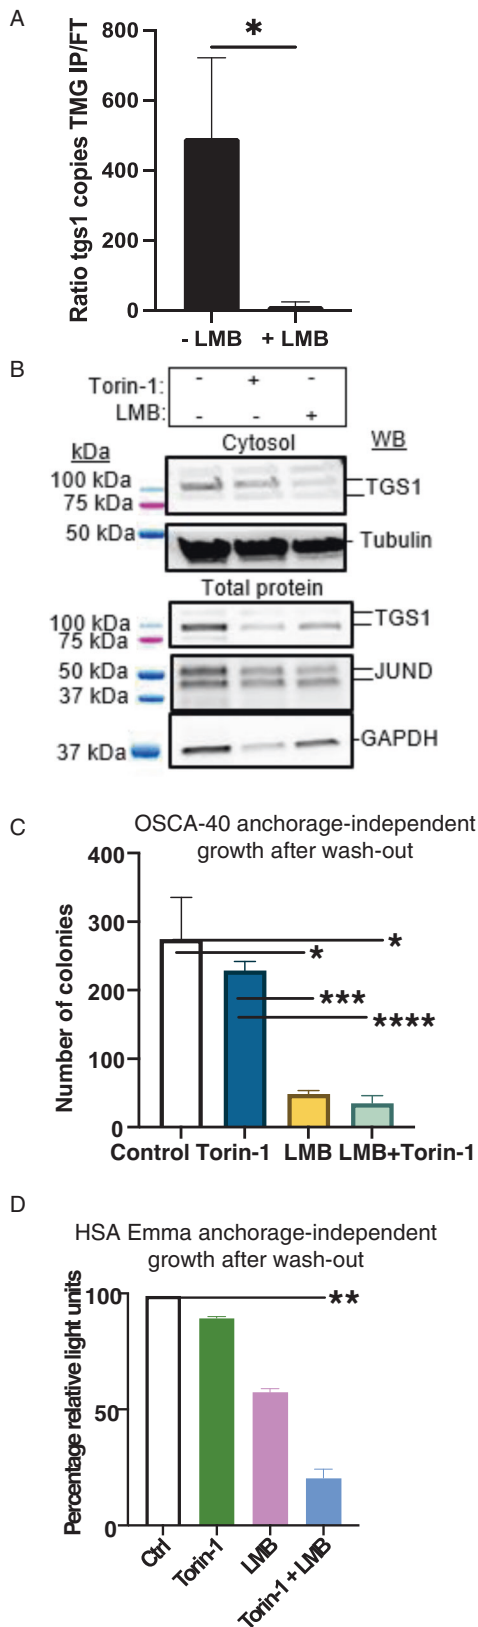 A
800
*
600
400
200
0
Ratio tgs1 copies TMG IP/FT
- LMB + LMB
B
Torin-1: - + -
LMB: - - +
kDa Cytosol WB
100 kDa TGS1
75 kDa
50 kDa Tubulin
Total protein
100 kDa TGS1
75 kDa
50 kDa JUND
37 kDa
37 kDa GAPDH
C
OSCA-40 anchorage-independent
growth after wash-out
400
300
200
100
0
Number of colonies
*
*
***
****
Control Torin-1 LMB LMB+Torin-1
D
HSA Emma anchorage-independent
growth after wash-out
100
50
0
Percentage relative light units
**
Ctrl
Torin-1
LMB
Torin-1 + LMB